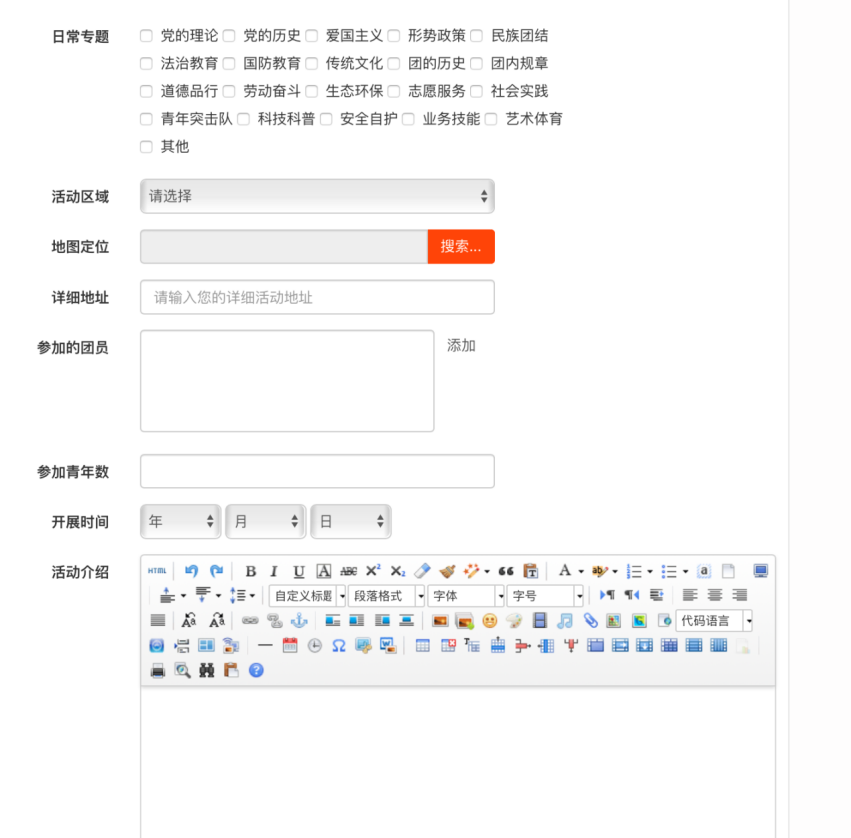 日常专题 党的理论 党的历史 爱国主义 形势政策 民族团结
法治教育 国防教育 传统文化 团的历史 团内规章
道德品行 劳动奋斗 生态环保 志愿服务 社会实践
青年突击队 科技科普 安全自护 业务技能 艺术体育
其他
活动区域 请选择
地图定位 搜索...
详细地址 请输入您的详细活动地址
参加的团员 添加
参加青年数
开展时间 年 月 日
活动介绍 HTML B I U A ABC X² X₂ A ab a
自定义标题 段落格式 字体 字号
代码语言